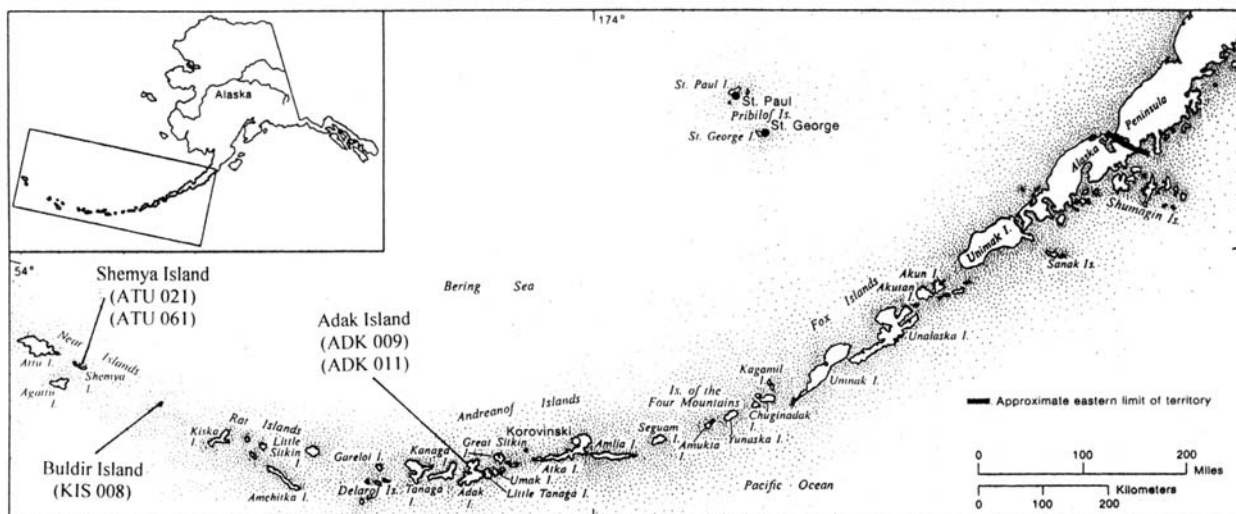 174°
Alaska
St. Paul I.
St. Paul
Pribilof Is.
St. George
St. George I.
Peninsula
Alaska
Shumagin Is.
Unimak I.
Sanak Is.
54°
Shemya Island
(ATU 021)
(ATU 061)
Bering Sea
Akun I.
Akutan
I.
Fox Islands
Unalaska I.
Adak Island
(ADK 009)
(ADK 011)
Near Islands
Attu I.
Shemya
I.
Agattu
I.
Umnak I.
Kagamil
I.
Is. of the
Four Mountains
Chuginadak
I.
Yunaska I.
Amukta
I.
Approximate eastern limit of territory
Andreanof Islands
Korovinski
Seguam
I.
Amlia I.
Atka I.
Great Sitkin
I.
Umak I.
Little Tanaga I.
Rat Islands
Kiska
I.
Little
Sitkin
I.
Amchitka I.
Gareloi I.
Delarof Is.
Kanaga
I.
Tanaga
I.
Adak
I.
Buldir Island
(KIS 008)
Pacific Ocean
0 100 200
Miles
Kilometers
0 100 200